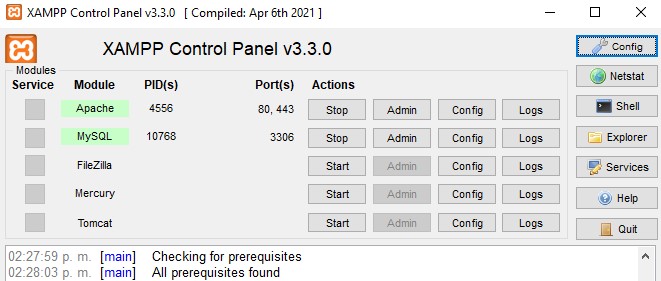 XAMPP Control Panel v3.3.0 [ Compiled: Apr 6th 2021 ]
XAMPP Control Panel v3.3.0
Config
Modules
Service Module PID(s) Port(s) Actions
Netstat
Apache 4556 80, 443 Stop Admin Config Logs
Shell
MySQL 10768 3306 Stop Admin Config Logs
Explorer
FileZilla Start Admin Config Logs
Services
Mercury Start Admin Config Logs
Help
Tomcat Start Admin Config Logs
Quit
02:27:59 p. m. [main] Checking for prerequisites
02:28:03 p. m. [main] All prerequisites found